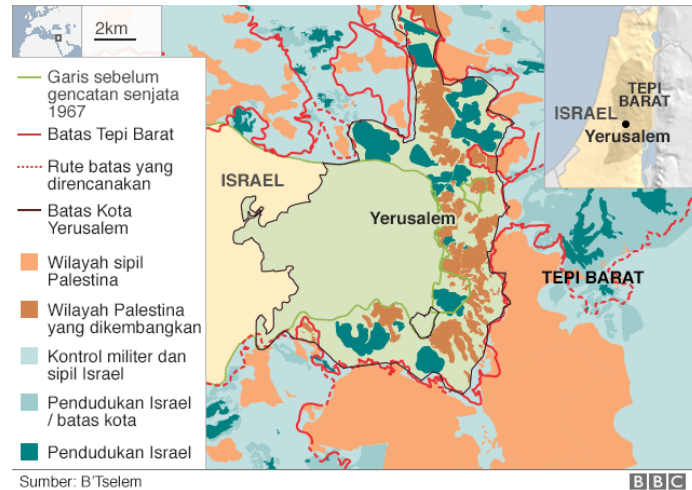 2km
Garis sebelum
gencatan senjata
1967
Batas Tepi Barat
Rute batas yang
direncanakan
Batas Kota
Yerusalem
Wilayah sipil
Palestina
Wilayah Palestina
yang dikembangkan
Kontrol militer dan
sipil Israel
Pendudukan Israel
/ batas kota
Pendudukan Israel
ISRAEL
Yerusalem
TEPI BARAT
TEPI
BARAT
ISRAEL
Yerusalem
Sumber: B'Tselem
BBC